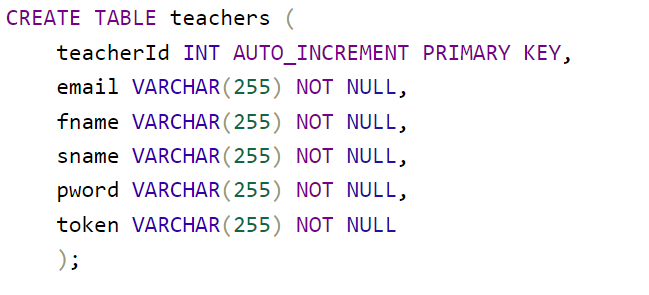 CREATE TABLE teachers (
    teacherId INT AUTO_INCREMENT PRIMARY KEY,
    email VARCHAR(255) NOT NULL,
    fname VARCHAR(255) NOT NULL,
    sname VARCHAR(255) NOT NULL,
    pword VARCHAR(255) NOT NULL,
    token VARCHAR(255) NOT NULL
    );